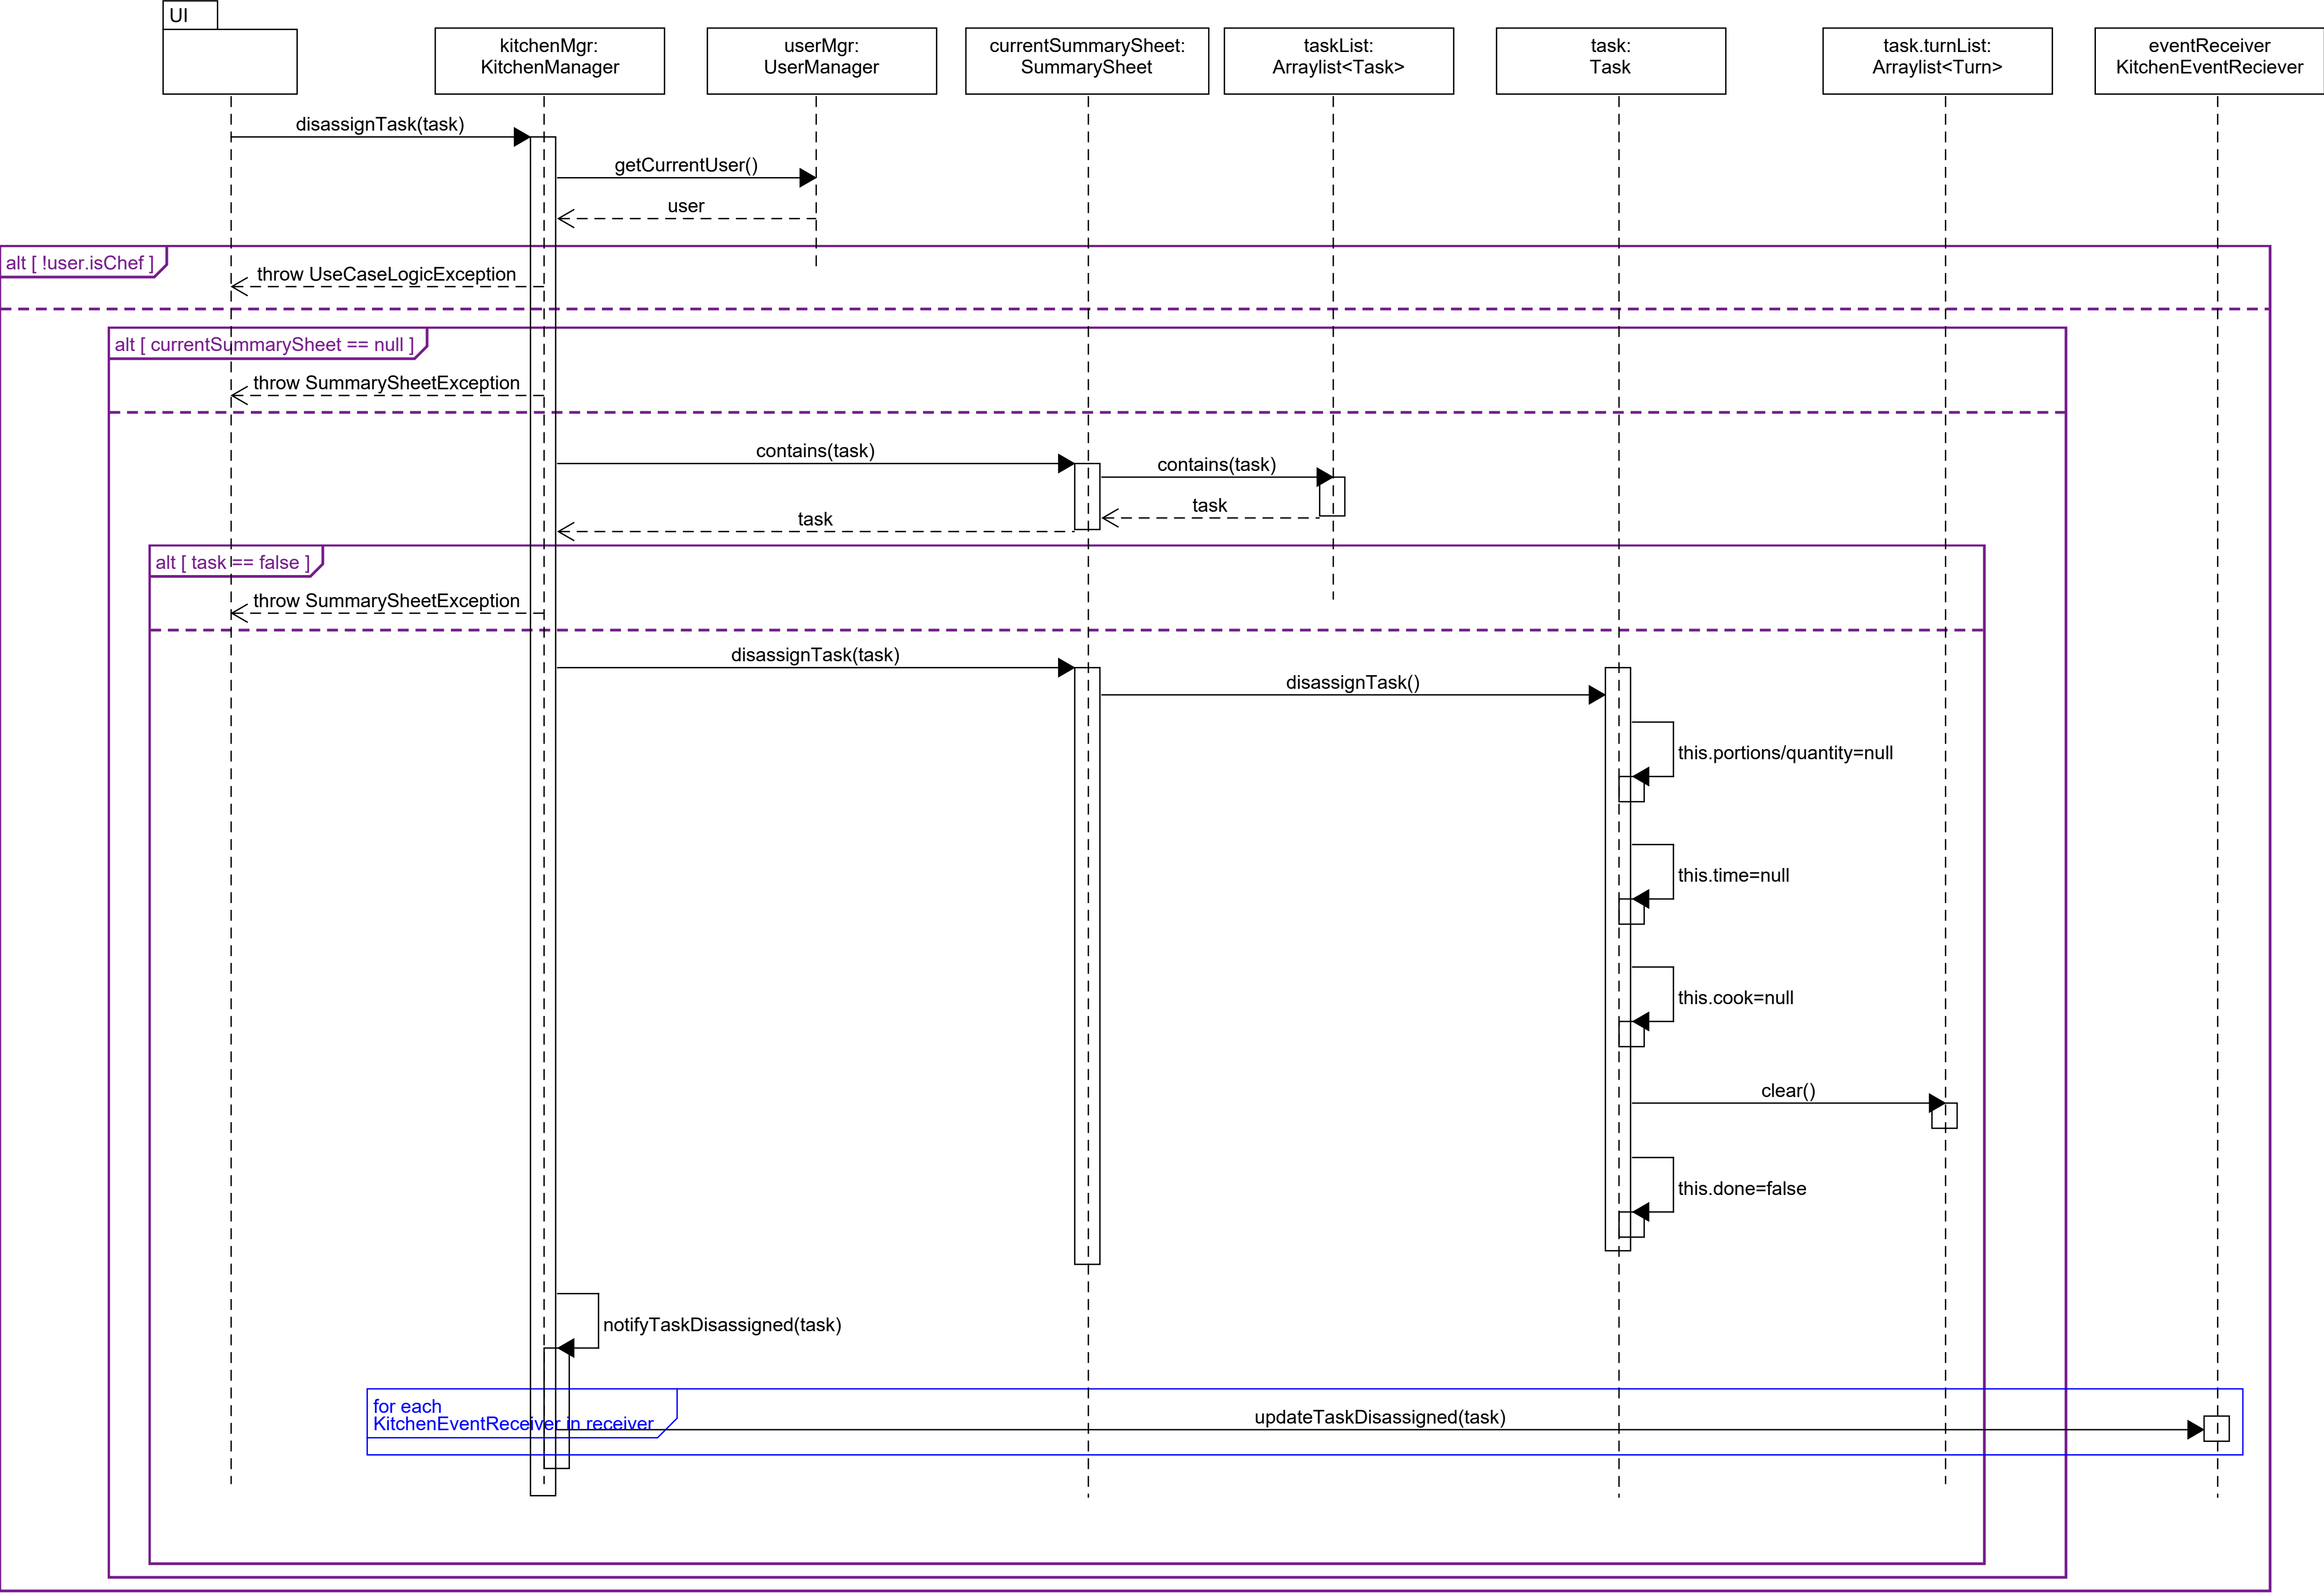 UI
kitchenMgr:
KitchenManager
userMgr:
UserManager
currentSummarySheet:
SummarySheet
taskList:
Arraylist<Task>
task:
Task
task.turnList:
Arraylist<Turn>
eventReceiver
KitchenEventReciever
disassignTask(task)
getCurrentUser()
user
alt [ !user.isChef ]
throw UseCaseLogicException
alt [ currentSummarySheet == null ]
throw SummarySheetException
contains(task)
contains(task)
task
task
alt [ task == false ]
throw SummarySheetException
disassignTask(task)
disassignTask()
this.portions/quantity=null
this.time=null
this.cook=null
clear()
this.done=false
notifyTaskDisassigned(task)
for each
KitchenEventReceiver in receiver
updateTaskDisassigned(task)